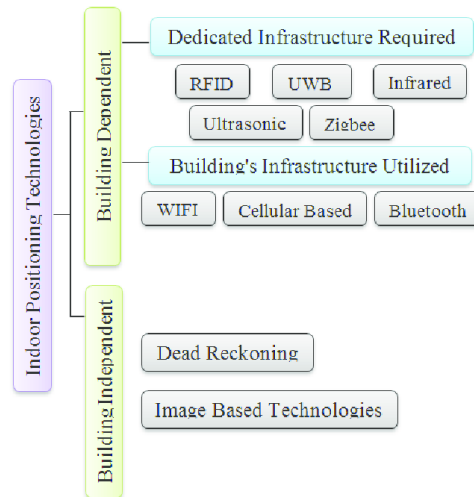 Indoor Positioning Technologies
Building Dependent
Dedicated Infrastructure Required
RFID
UWB
Infrared
Ultrasonic
Zigbee
Building's Infrastructure Utilized
WIFI
Cellular Based
Bluetooth
Building Independent
Dead Reckoning
Image Based Technologies